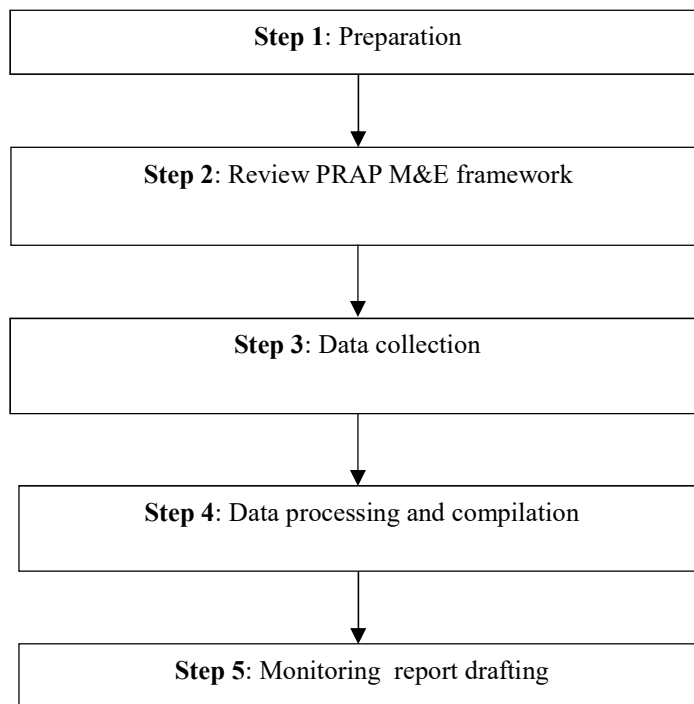 Step 1: Preparation
Step 2: Review PRAP M&E framework
Step 3: Data collection
Step 4: Data processing and compilation
Step 5: Monitoring  report drafting